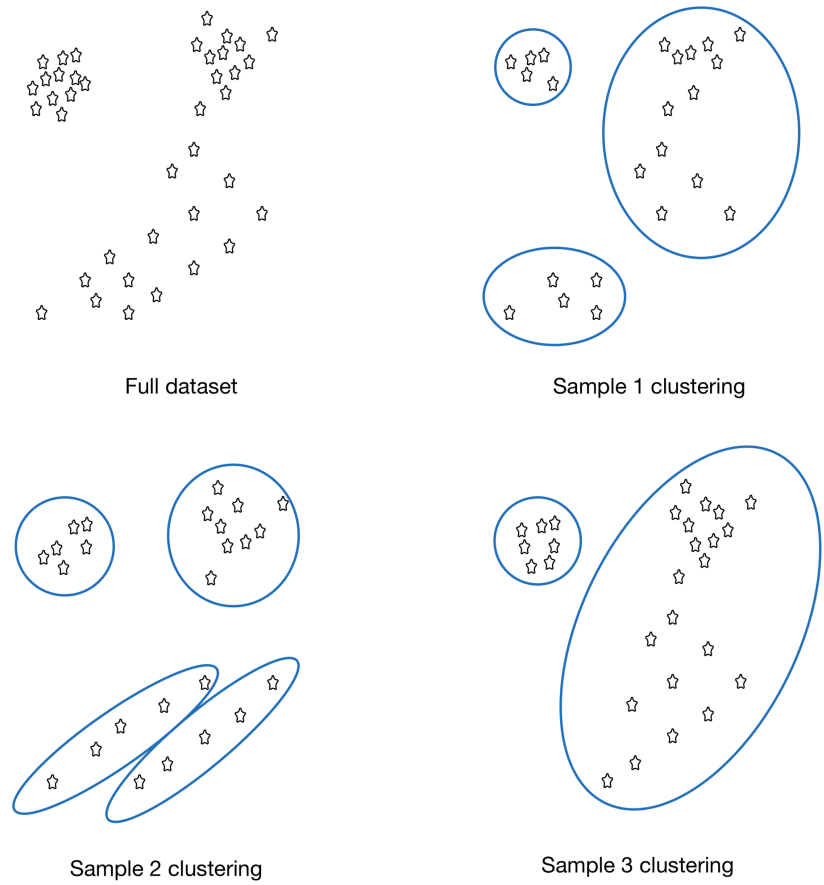 Full dataset
Sample 1 clustering
Sample 2 clustering
Sample 3 clustering